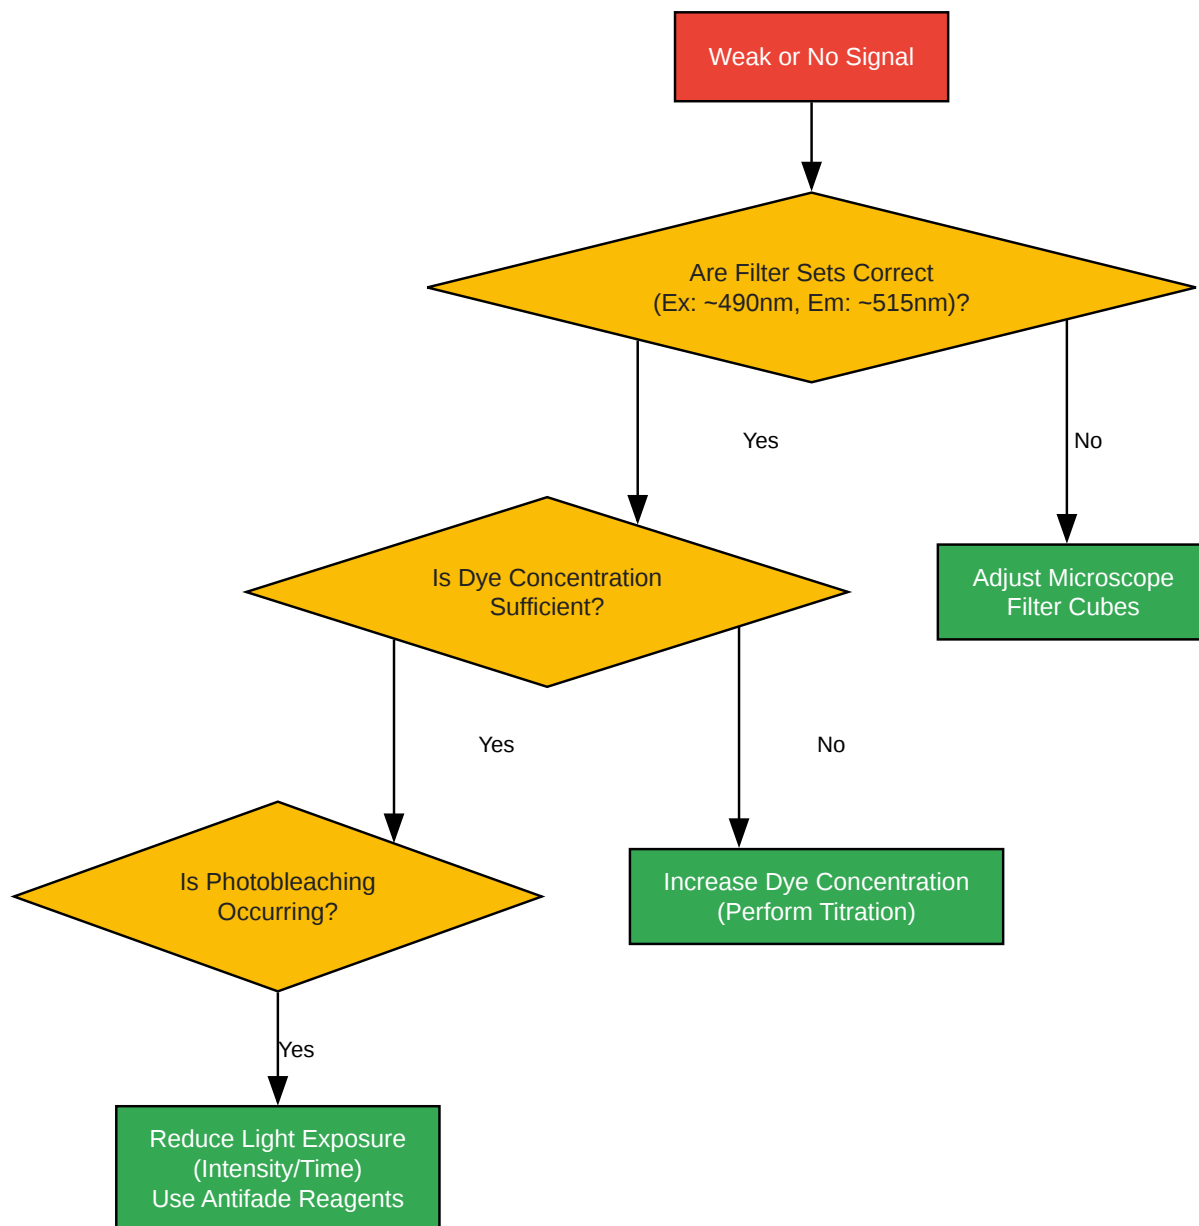 Weak or No Signal
Are Filter Sets Correct
(Ex: ~490nm, Em: ~515nm)?
Yes
No
Is Dye Concentration
Sufficient?
Adjust Microscope
Filter Cubes
Yes
No
Is Photobleaching
Occurring?
Increase Dye Concentration
(Perform Titration)
Yes
Reduce Light Exposure
(Intensity/Time)
Use Antifade Reagents